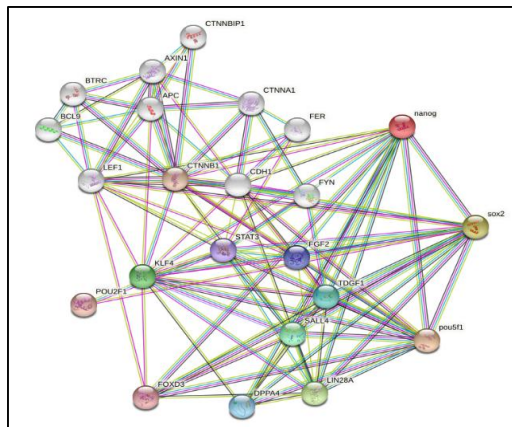 CTNNBIP1
AXIN1
BTRC
APC
CTNNA1
BCL9
FER
nanog
LEF1
CTNNB1
CDH1
FYN
sox2
STAT3
FGF2
KLF4
TDGF1
POU2F1
SALL4
pou5f1
FOXD3
DPPA4
LIN28A